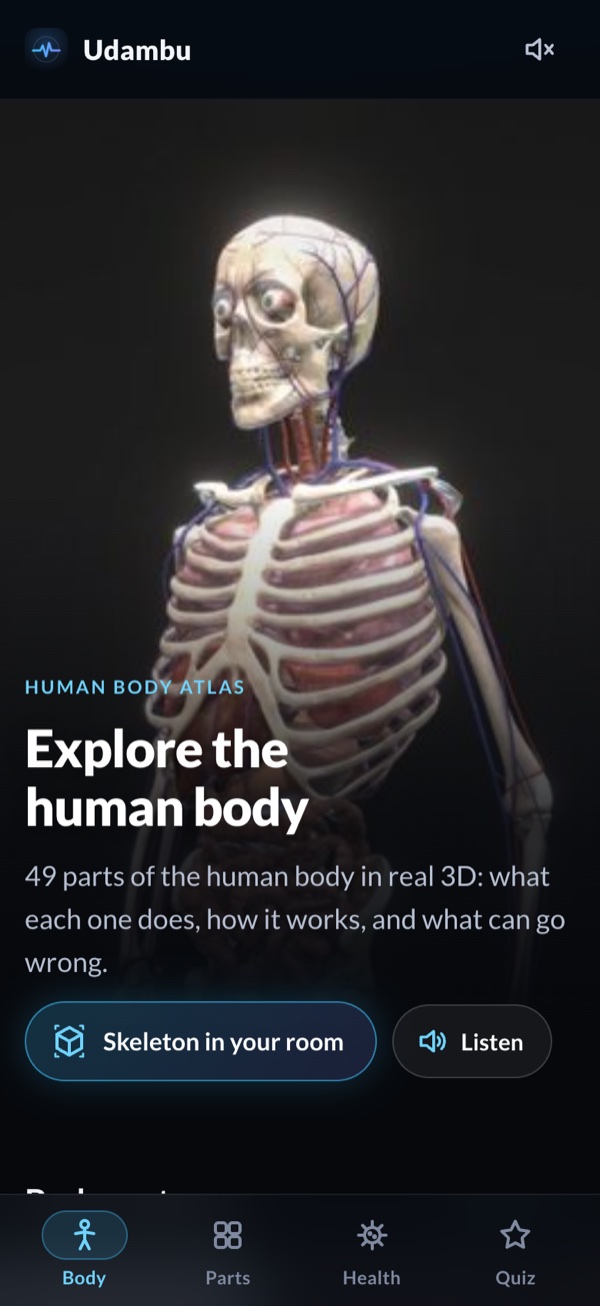 Udambu
HUMAN BODY ATLAS
Explore the
human body
49 parts of the human body in real 3D: what
each one does, how it works, and what can go
wrong.
Skeleton in your room
Listen
Body
Parts
Health
Quiz